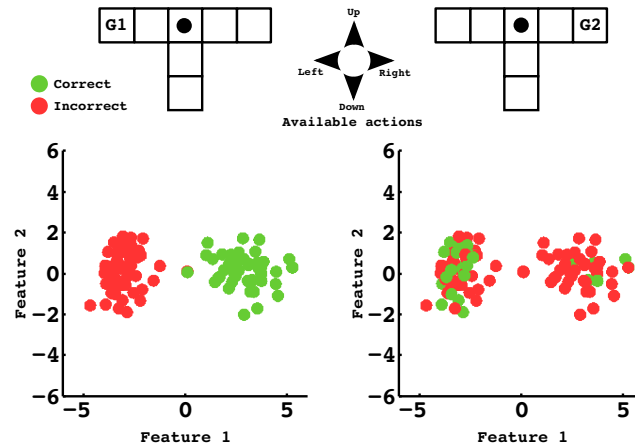 G1
G2
Up
Left
Right
Down
Available actions
Correct
Incorrect
Feature 2
6
4
2
0
−2
−4
−6
−5
0
5
Feature 1
Feature 2
6
4
2
0
−2
−4
−6
−5
0
5
Feature 1